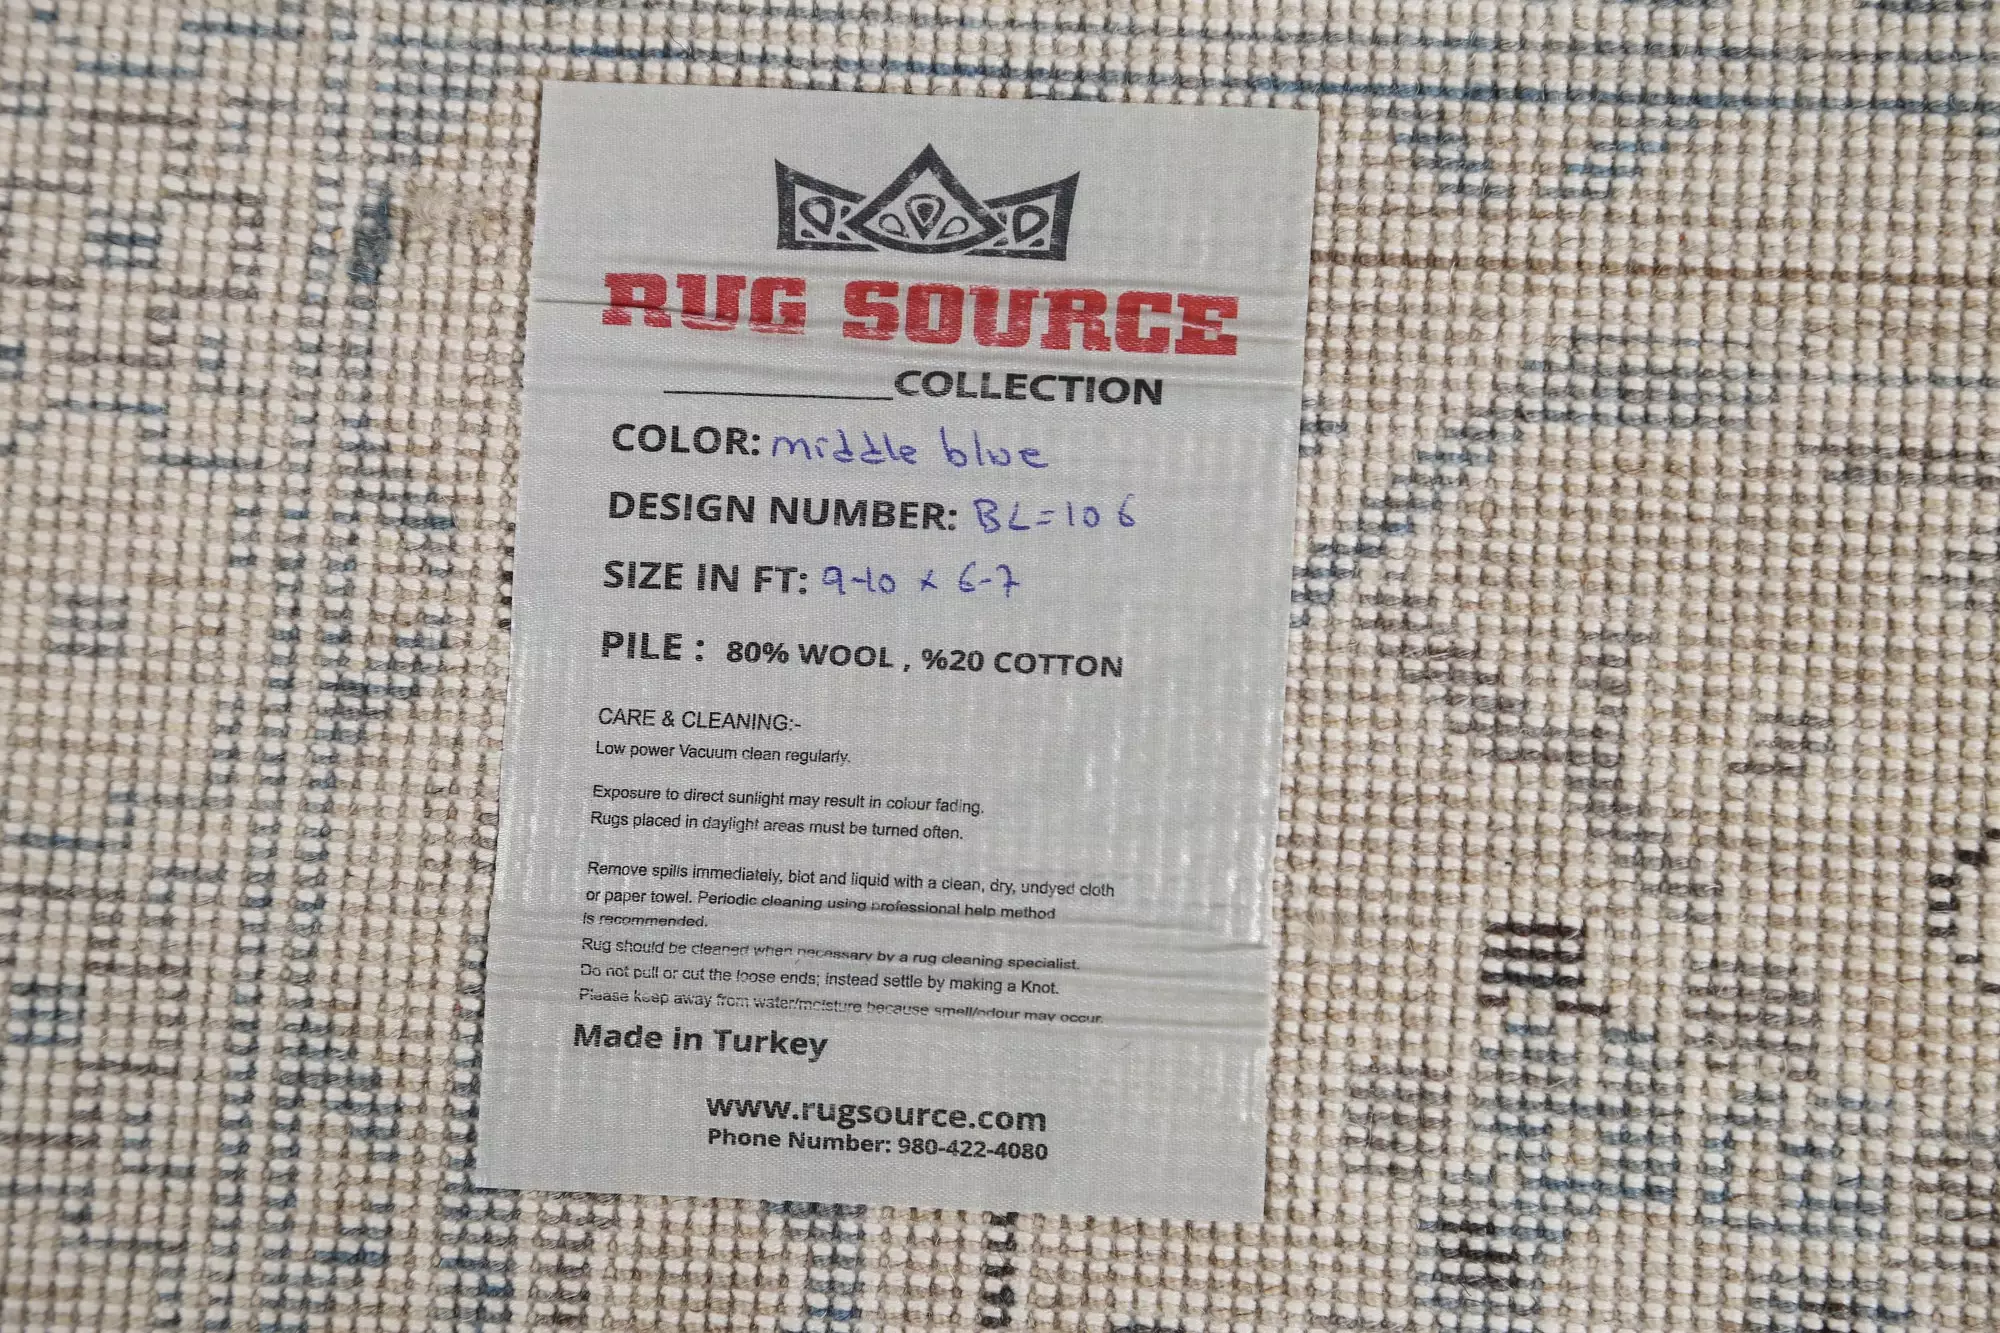 RUG SOURCE
____________COLLECTION
COLOR: middle blue
DESIGN NUMBER: BL=106
SIZE IN FT: 9-10 x 6-7
PILE : 80% WOOL , %20 COTTON
CARE & CLEANING:-
Low power Vacuum clean regularly.
Exposure to direct sunlight may result in colour fading.
Rugs placed in daylight areas must be turned often.
Remove spills immediately, blot and liquid with a clean, dry, undyed cloth
or paper towel. Periodic cleaning using professional help method
is recommended.
Rug should be cleaned when necessary by a rug cleaning specialist.
Do not pull or cut the loose ends; instead settle by making a Knot.
Please keep away from water/moisture because smell/odour may occur.
Made in Turkey
www.rugsource.com
Phone Number: 980-422-4080